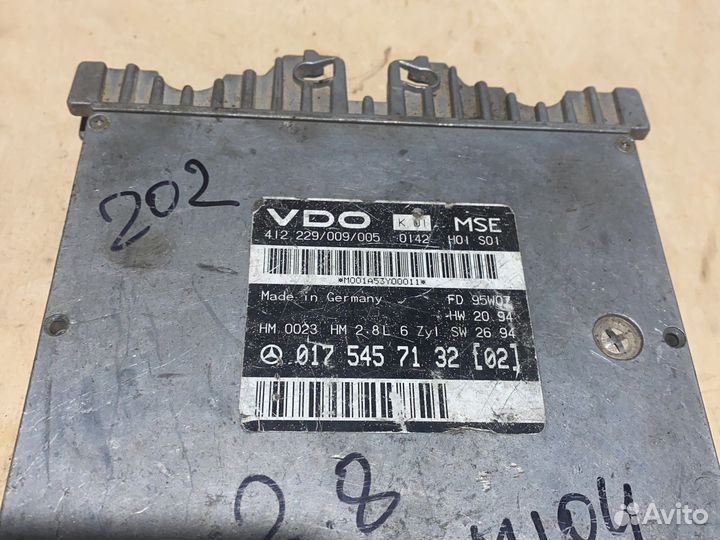 202
VDO K 01 MSE
412.229/009/005 0142 H01 S01
*M001A53Y00011*
Made in Germany FD 95W07
HW 20 94
HM 0023 HM 2.8L 6 Zyl SW 26 94
017 545 71 32 [02]
2.8
M104
Avito